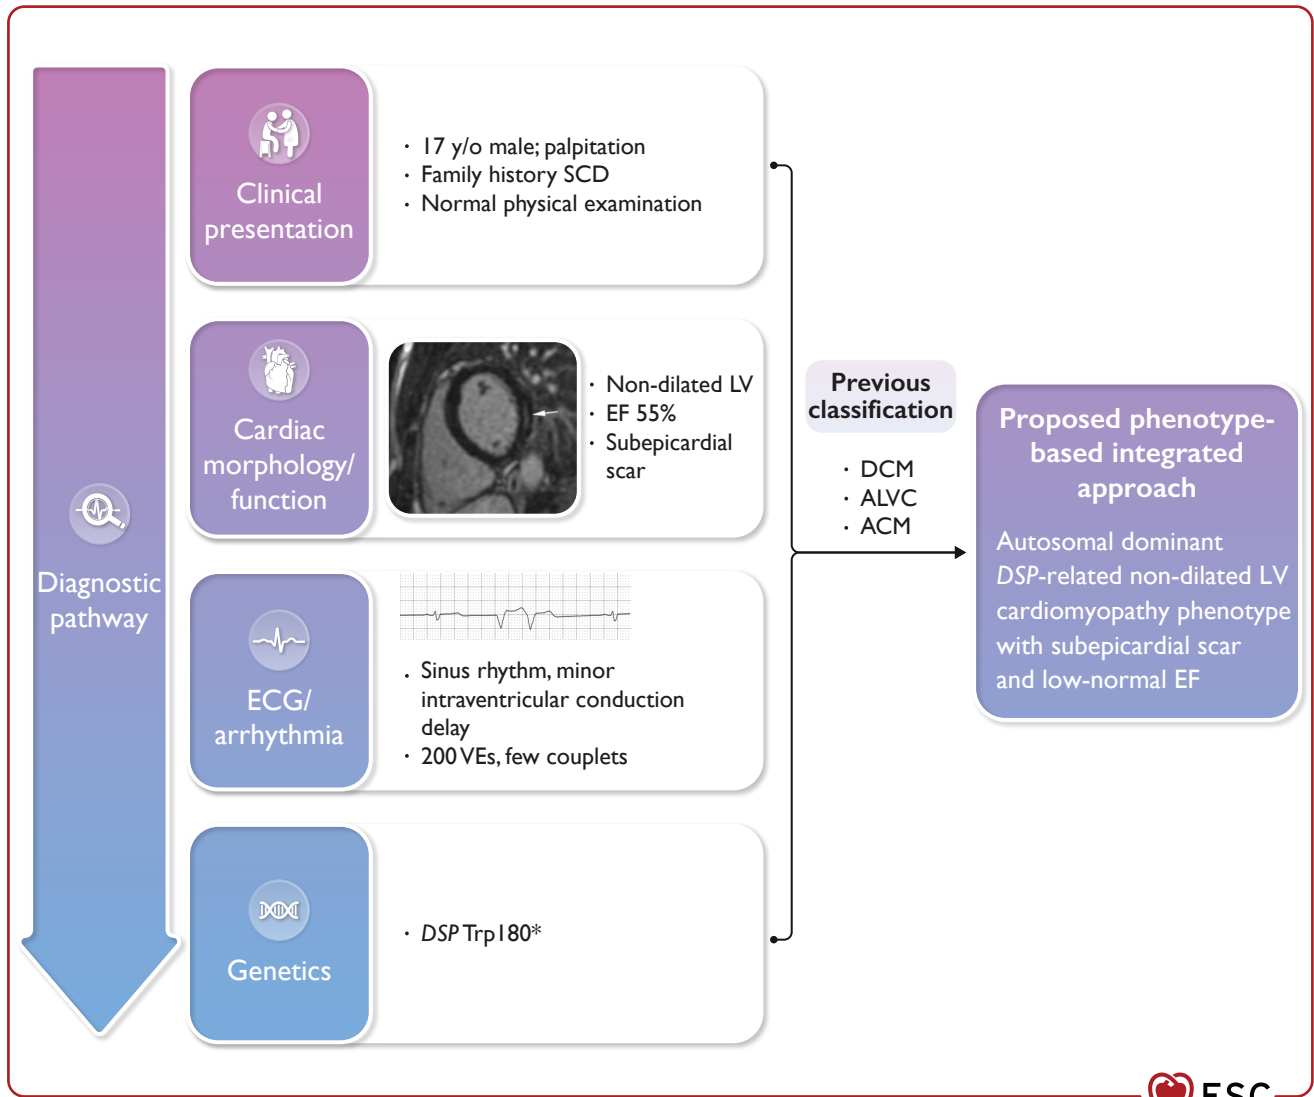 Diagnostic
pathway
Clinical
presentation
· 17 y/o male; palpitation
· Family history SCD
· Normal physical examination
Cardiac
morphology/
function
· Non-dilated LV
· EF 55%
· Subepicardial
scar
ECG/
arrhythmia
· Sinus rhythm, minor
intraventricular conduction
delay
· 200 VEs, few couplets
Genetics
· DSP Trp180*
Previous
classification
· DCM
· ALVC
· ACM
Proposed phenotype-
based integrated
approach
Autosomal dominant
DSP-related non-dilated LV
cardiomyopathy phenotype
with subepicardial scar
and low-normal EF
ESC